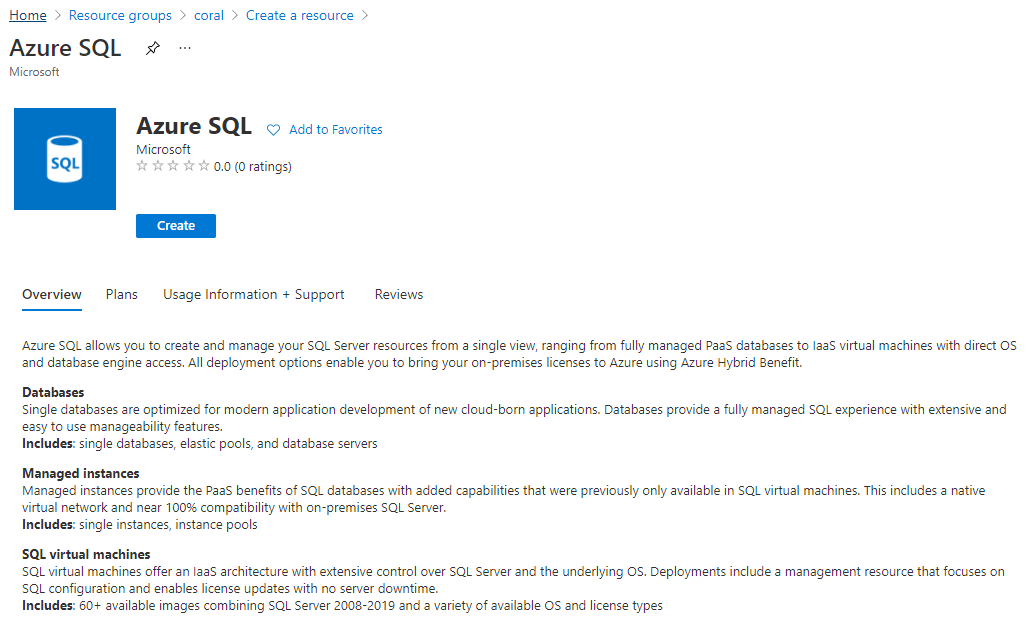 Home > Resource groups > coral > Create a resource >
Azure SQL ...
Microsoft
SQL
Azure SQL Add to Favorites
Microsoft
0.0 (0 ratings)
Create
Overview Plans Usage Information + Support Reviews
Azure SQL allows you to create and manage your SQL Server resources from a single view, ranging from fully managed PaaS databases to IaaS virtual machines with direct OS
and database engine access. All deployment options enable you to bring your on-premises licenses to Azure using Azure Hybrid Benefit.
Databases
Single databases are optimized for modern application development of new cloud-born applications. Databases provide a fully managed SQL experience with extensive and
easy to use manageability features.
Includes: single databases, elastic pools, and database servers
Managed instances
Managed instances provide the PaaS benefits of SQL databases with added capabilities that were previously only available in SQL virtual machines. This includes a native
virtual network and near 100% compatibility with on-premises SQL Server.
Includes: single instances, instance pools
SQL virtual machines
SQL virtual machines offer an IaaS architecture with extensive control over SQL Server and the underlying OS. Deployments include a management resource that focuses on
SQL configuration and enables license updates with no server downtime.
Includes: 60+ available images combining SQL Server 2008-2019 and a variety of available OS and license types